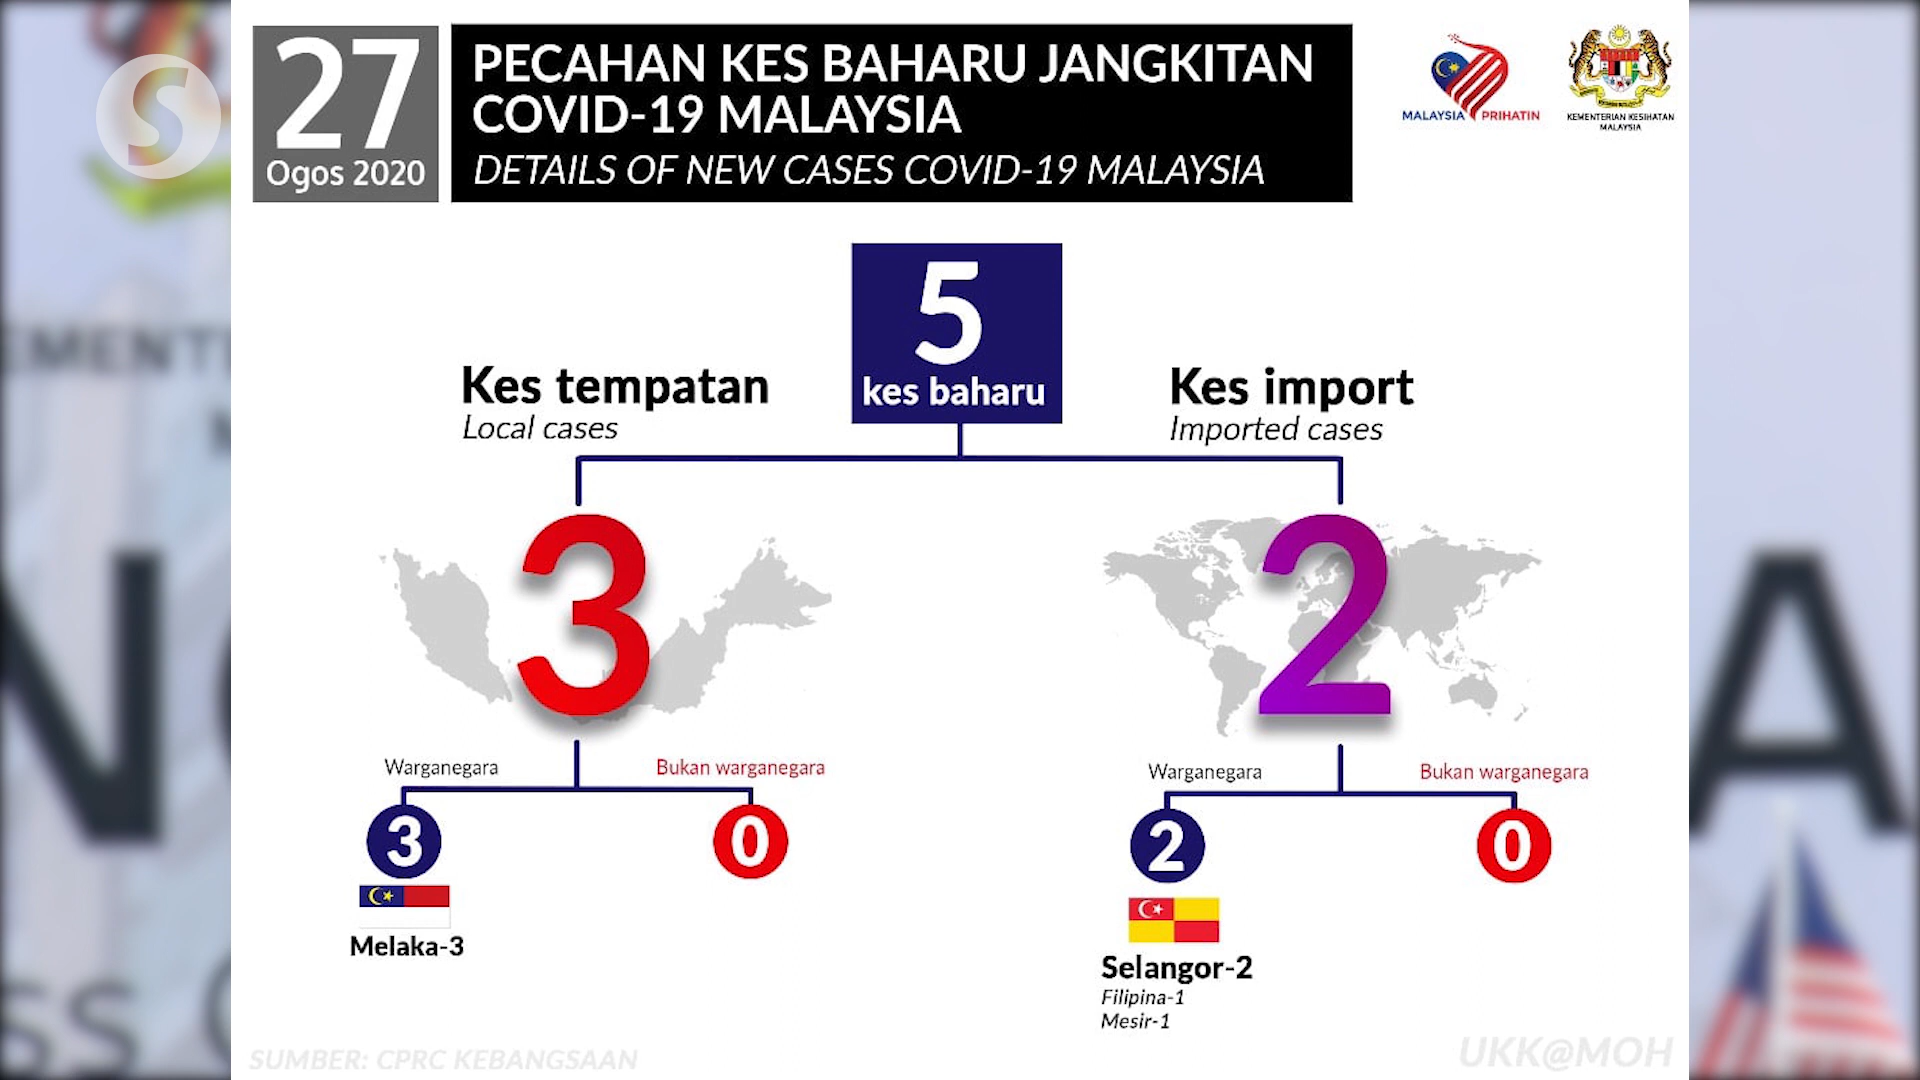 27
Ogos 2020
PECAHAN KES BAHARU JANGKITAN
COVID-19 MALAYSIA
DETAILS OF NEW CASES COVID-19 MALAYSIA
MALAYSIA PRIHATIN
KEMENTERIAN KESIHATAN
MALAYSIA
S
5
kes baharu
Kes tempatan
Local cases
Kes import
Imported cases
3
2
Warganegara
Bukan warganegara
Warganegara
Bukan warganegara
3
0
2
0
Melaka-3
Selangor-2
Filipina-1
Mesir-1
SUMBER: CPRC KEBANGSAAN
UKK@MOH